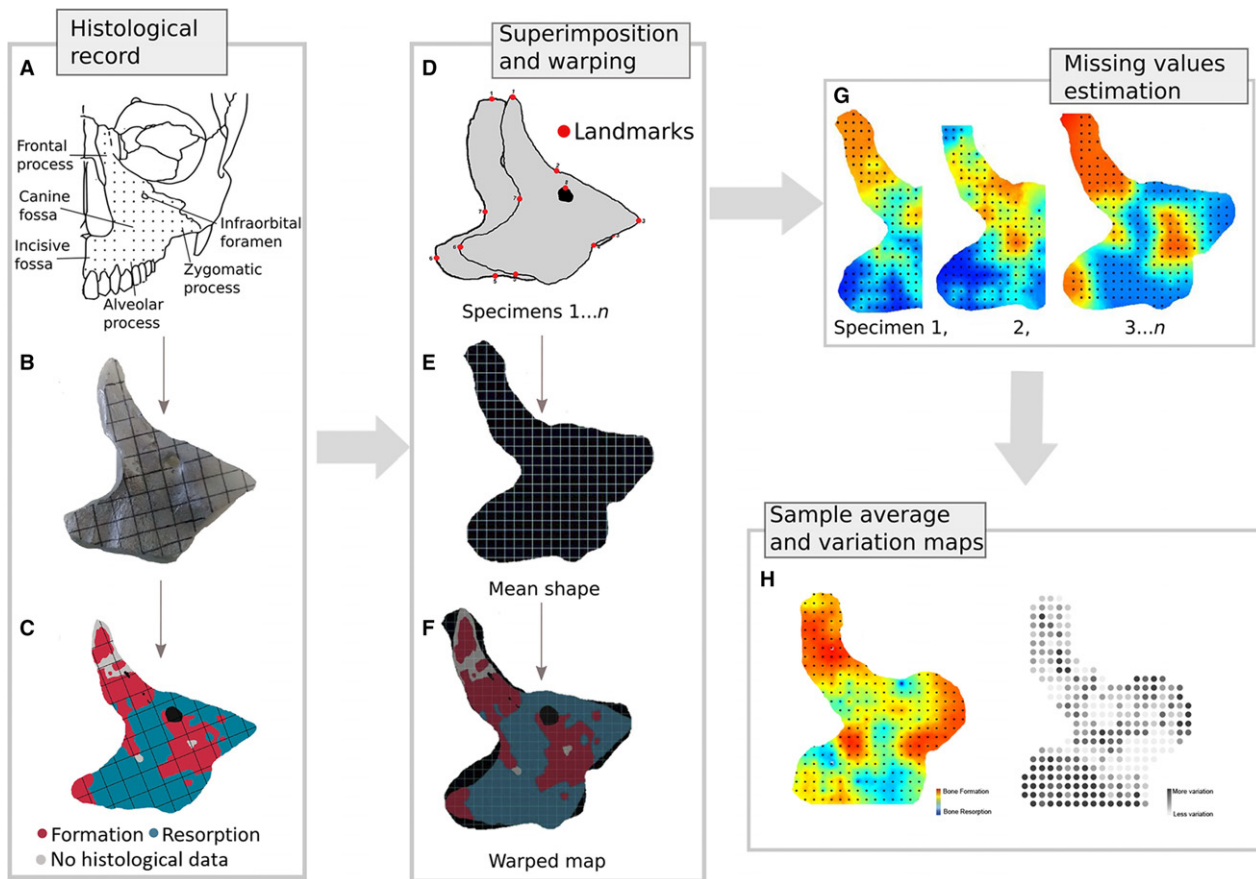 Histological
record
A
Frontal
process
Canine
fossa
Incisive
fossa
Infraorbital
foramen
Zygomatic
process
Alveolar
process
B
C
Formation Resorption
No histological data
Superimposition
and warping
D
Landmarks
Specimens 1...n
E
Mean shape
F
Warped map
Missing values
estimation
G
Specimen 1, 2, 3...n
Sample average
and variation maps
H
Bone Formation
Bone Resorption
More variation
Less variation